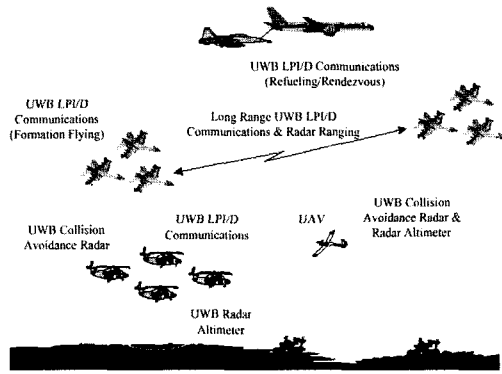 UWB LPI/D Communications
(Refueling/Rendezvous)
UWB LPI/D
Communications
(Formation Flying)
Long Range UWB LPI/D
Communications & Radar Ranging
UWB Collision
Avoidance Radar
UWB LPI/D
Communications
UAV
UWB Collision
Avoidance Radar &
Radar Altimeter
UWB Radar
Altimeter